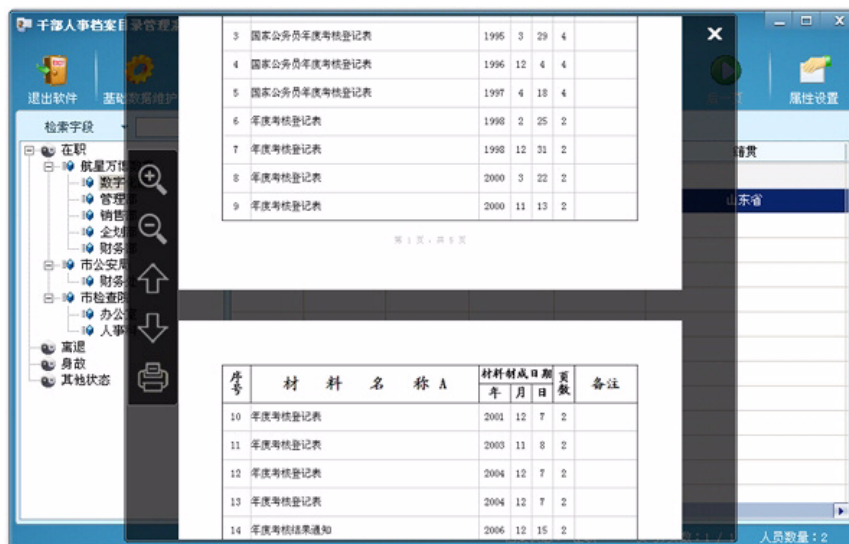 干部人事档案目录管理系
退出软件
基础数据维护
属性设置
检索字段
籍贯
在职
数字
管理部
销售
企划部
财务
市公安局
财务
市检查院
办公室
人事
离退
身故
其他状态
山东省
3 国家公务员年度考核登记表 1995 3 29 4
4 国家公务员年度考核登记表 1996 12 4 4
5 国家公务员年度考核登记表 1997 4 18 4
6 年度考核登记表 1998 2 25 2
7 年度考核登记表 1998 12 31 2
8 年度考核登记表 2000 3 22 2
9 年度考核登记表 2000 11 13 2
第1页,共5页
序号 材料名称A 材料材成日期 页数 备注
年 月 日
10 年度考核登记表 2001 12 7 2
11 年度考核登记表 2003 11 8 2
12 年度考核登记表 2004 12 7 2
13 年度考核登记表 2004 12 7 2
14 年度考核结果通知 2006 12 15 2
人员数量:2